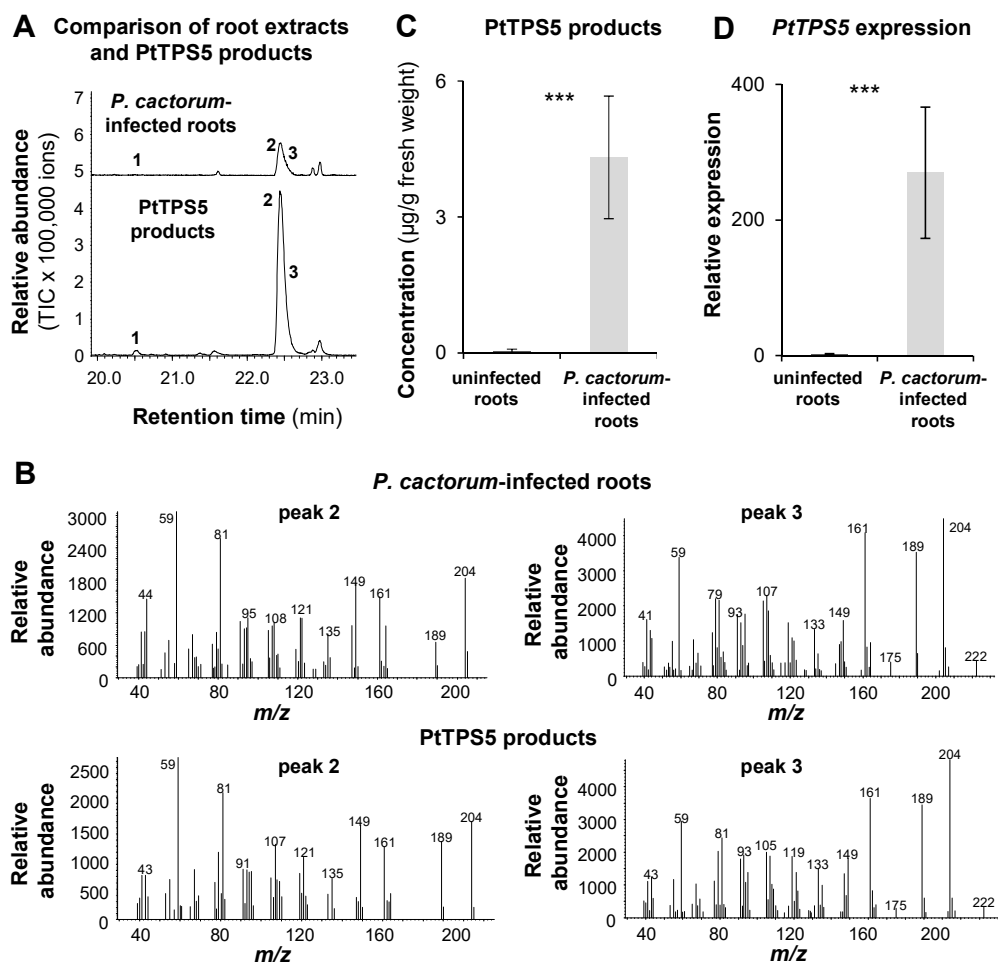 A Comparison of root extracts
and PtTPS5 products
Relative abundance
(TIC x 100,000 ions)
7
6
5
4
3
2
1
0
P. cactorum-
infected roots
1
2
3
PtTPS5
products
1
2
3
20.0 21.0 22.0 23.0
Retention time (min)
C PtTPS5 products
Concentration (µg/g fresh weight)
6
3
0
***
uninfected
roots
P. cactorum-
infected
roots
D PtTPS5 expression
Relative expression
400
200
0
***
uninfected
roots
P. cactorum-
infected
roots
B
P. cactorum-infected roots
peak 2
Relative
abundance
3000
2400
1800
1200
600
0
44 59 81 95 108 121 135 149 161 189 204
40 80 120 160 200
m/z
peak 3
Relative
abundance
4000
3000
2000
1000
0
41 59 79 93 107 133 149 161 175 189 204 222
40 80 120 160 200
m/z
PtTPS5 products
peak 2
Relative
abundance
2500
2000
1500
1000
500
0
43 59 81 91 107 121 135 149 161 189 204
40 80 120 160 200
m/z
peak 3
Relative
abundance
4000
3000
2000
1000
0
43 59 81 93 105 119 133 149 161 175 189 204 222
40 80 120 160 200
m/z